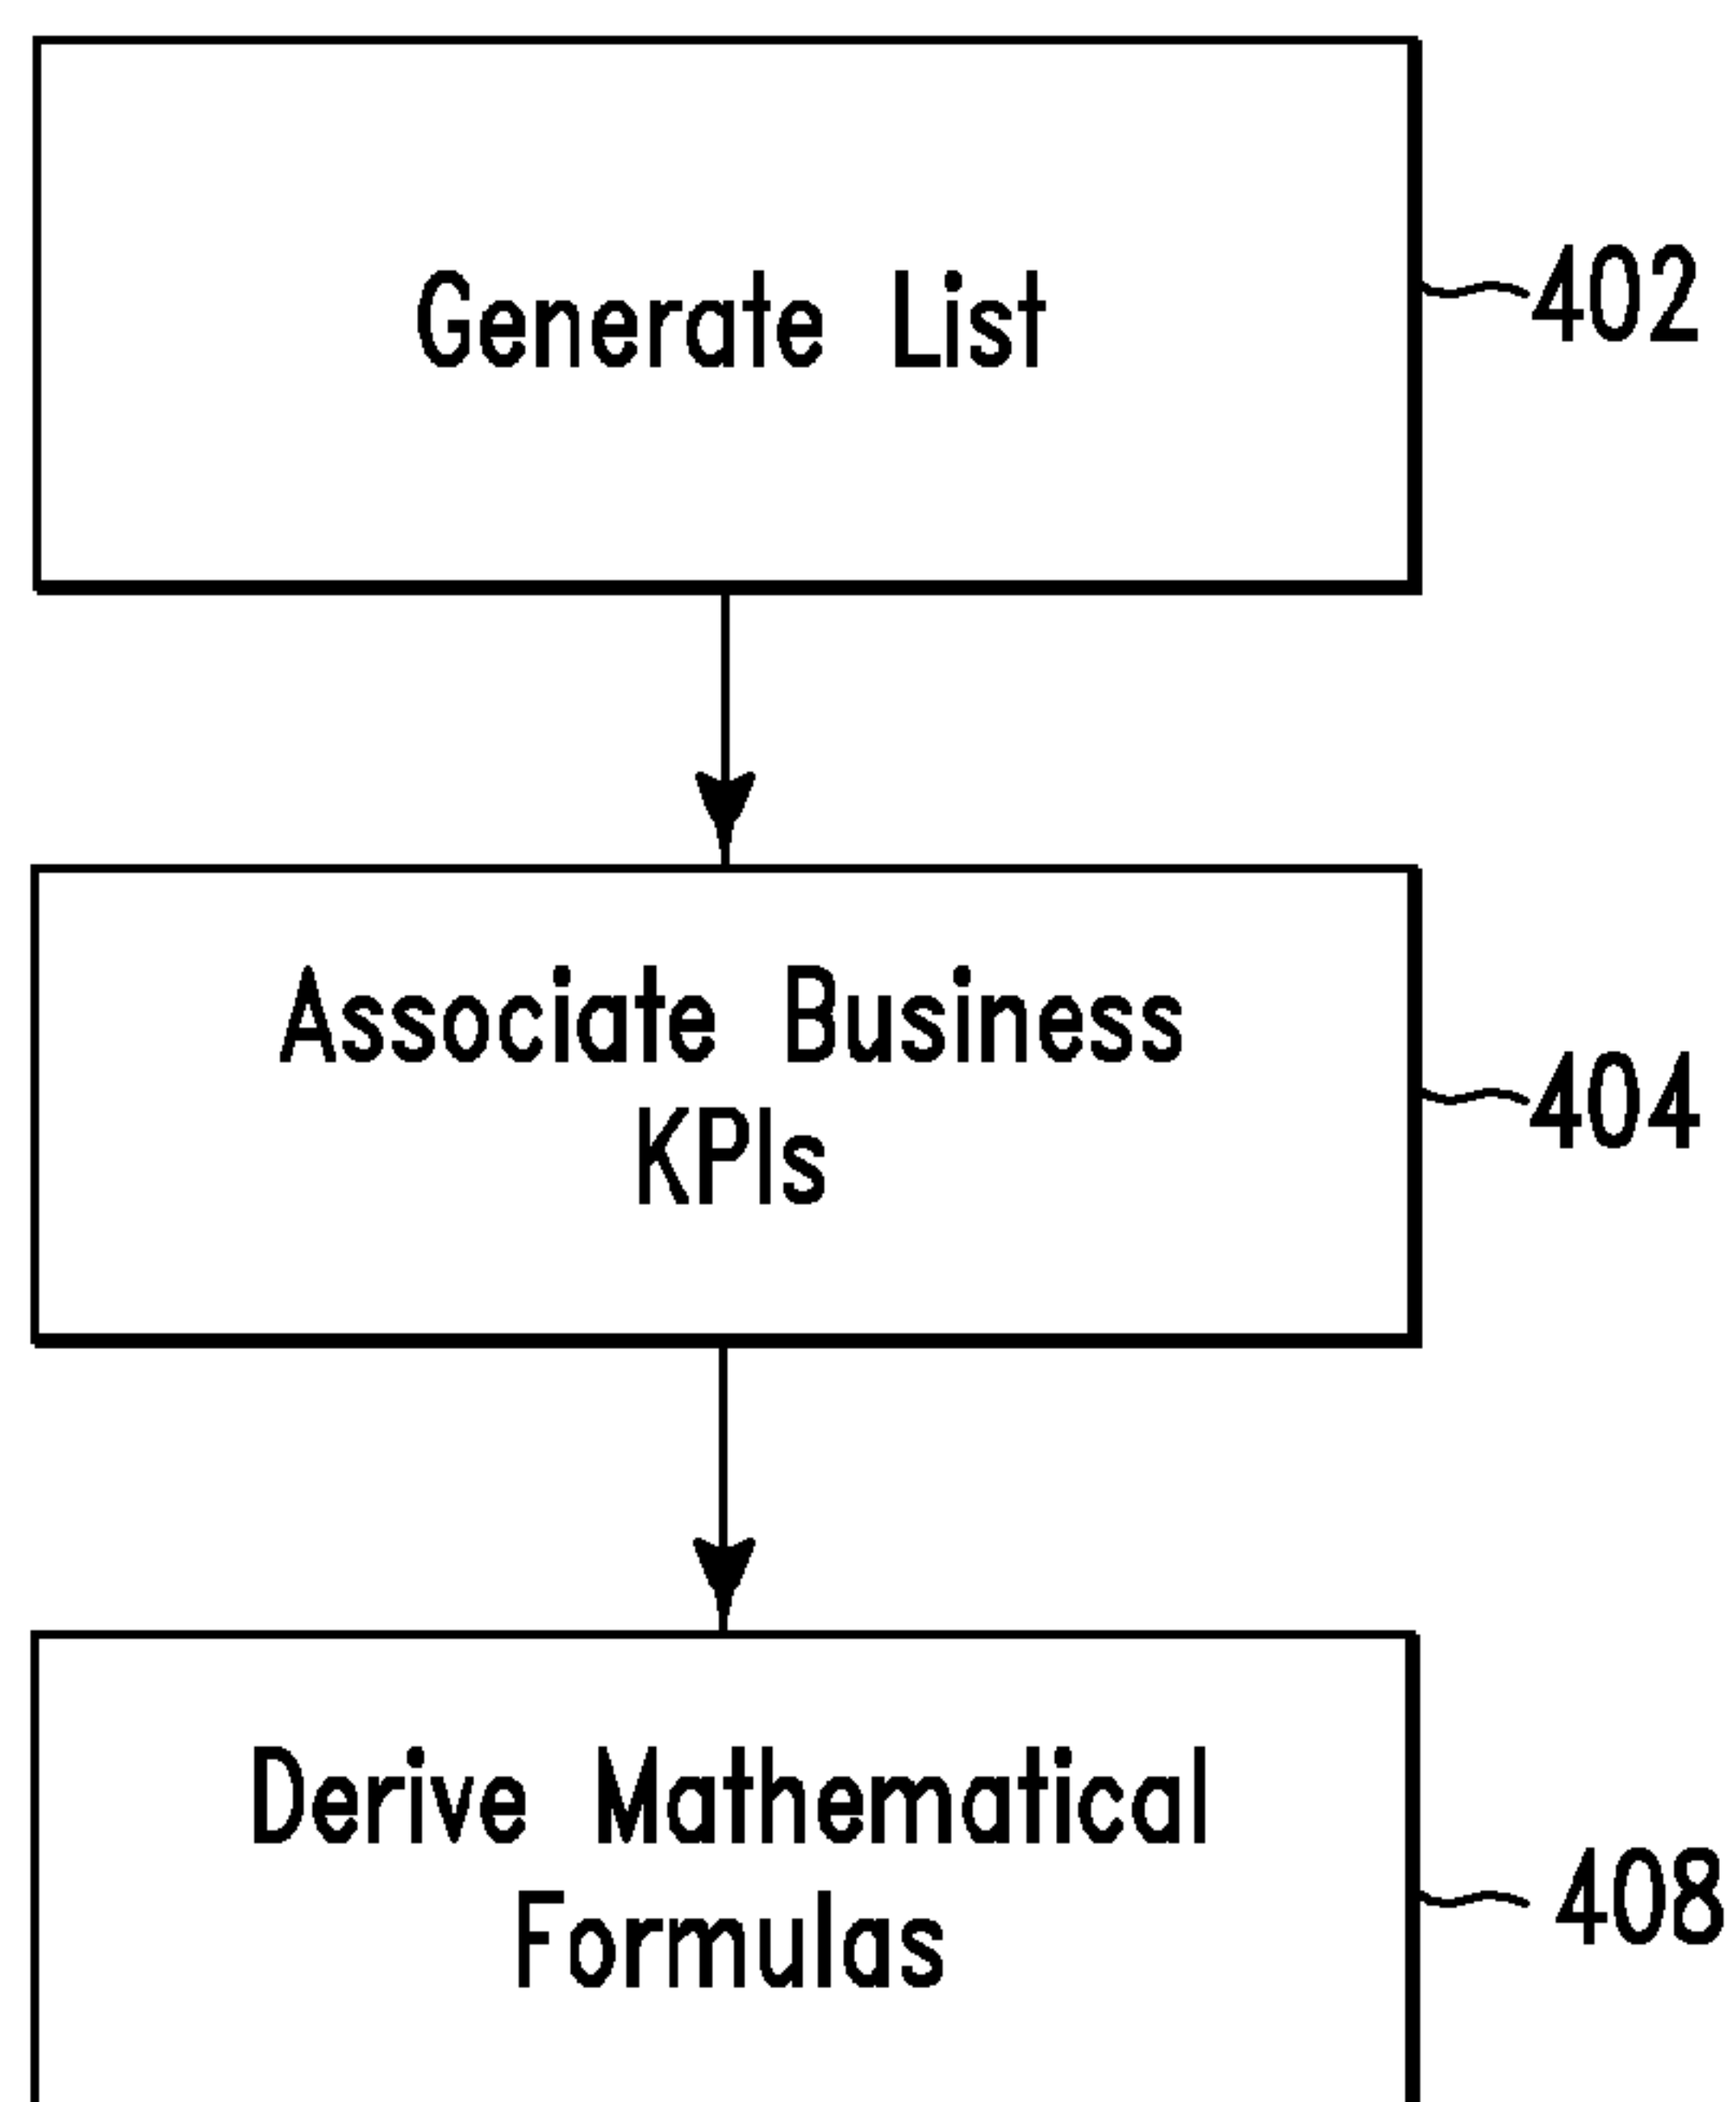 Generate List
402
Associate Business
KPIs
404
Derive Mathematical
Formulas
408